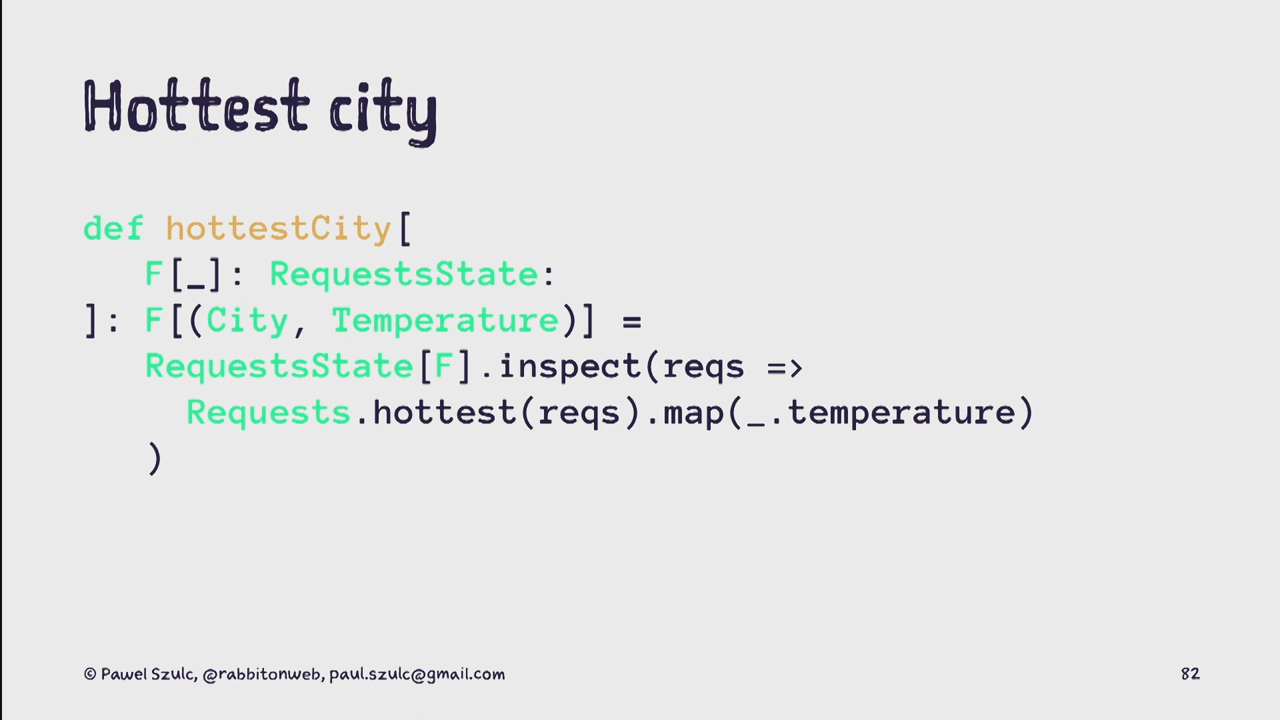 Hottest city
def hottestCity[
F[_]: RequestsState:
]: F[(City, Temperature)] =
RequestsState[F].inspect(reqs =>
Requests.hottest(reqs).map(_.temperature)
)
© Pawel Szulc, @rabbitonweb, paul.szulc@gmail.com
82